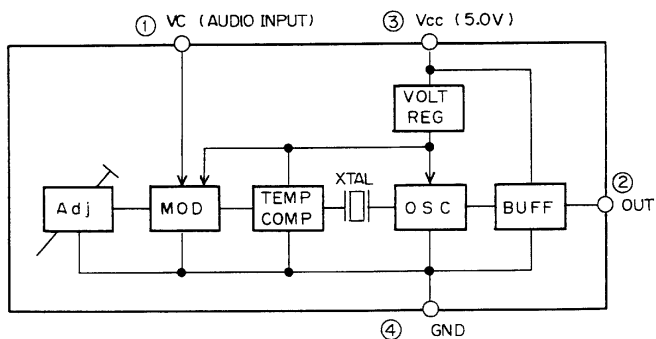 ① VC (AUDIO INPUT)
③ Vcc (5.0V)
VOLT
REG
XTAL
Adj
MOD
TEMP
COMP
OSC
BUFF
②
OUT
④ GND